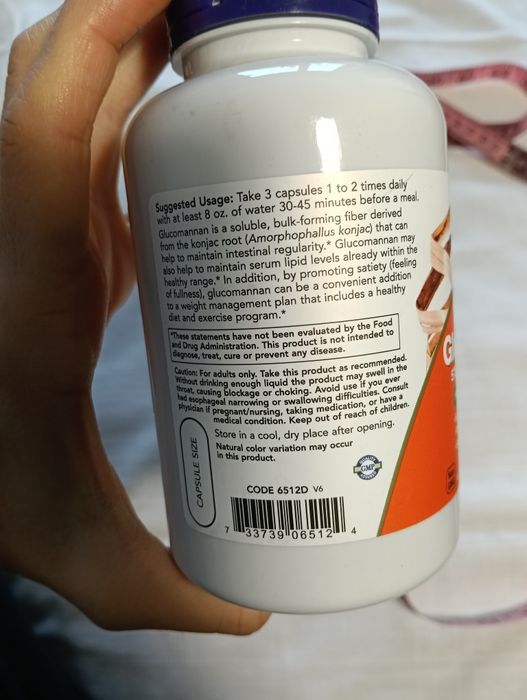 Suggested Usage: Take 3 capsules 1 to 2 times daily
with at least 8 oz. of water 30-45 minutes before a meal.
Glucomannan is a soluble, bulk-forming fiber derived
from the konjac root (Amorphophallus konjac) that can
help to maintain intestinal regularity.* Glucomannan may
also help to maintain serum lipid levels already within the
healthy range.* In addition, by promoting satiety (feeling
of fullness), glucomannan can be a convenient addition
to a weight management plan that includes a healthy
diet and exercise program.*
*These statements have not been evaluated by the Food
and Drug Administration. This product is not intended to
diagnose, treat, cure or prevent any disease.
Caution: For adults only. Take this product as recommended.
Without drinking enough liquid the product may swell in the
throat, causing blockage or choking. Avoid use if you ever
had esophageal narrowing or swallowing difficulties. Consult
physician if pregnant/nursing, taking medication, or have a
medical condition. Keep out of reach of children.
Store in a cool, dry place after opening.
Natural color variation may occur
in this product.
CAPSULE SIZE
GMP
CODE 6512D V6
7 33739 06512 4